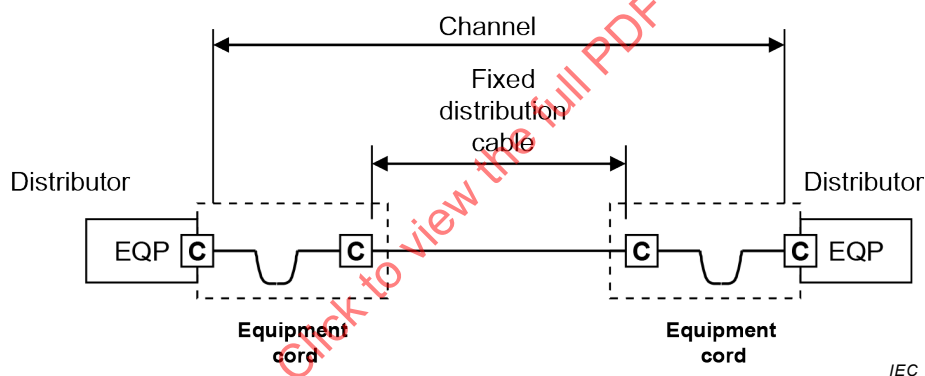 Channel
Fixed
distribution
cable
Distributor
Distributor
EQP
C
C
C
C
EQP
Equipment
cord
Equipment
cord
IEC
Click to view the full PDF